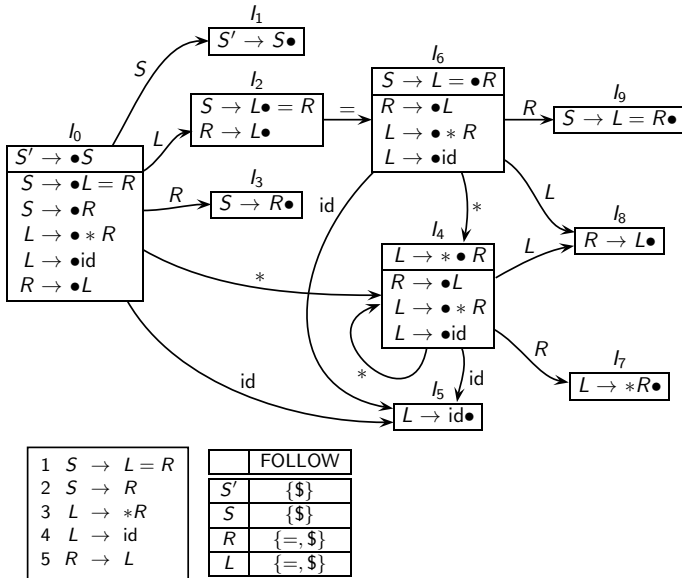 I₁
S′ → S●
S
I₆
S → L = ●R
R → ●L
L → ● * R
L → ●id
I₂
S → L● = R
R → L●
=
R
I₉
S → L = R●
I₀
S′ → ●S
S → ●L = R
S → ●R
L → ● * R
L → ●id
R → ●L
L
R
I₃
S → R●
id
*
L
I₈
R → L●
I₄
L → * ● R
R → ●L
L → ● * R
L → ●id
L
*
*
R
I₇
L → *R●
id
id
I₅
L → id●
1 S → L = R
2 S → R
3 L → *R
4 L → id
5 R → L
FOLLOW
S′ {$}
S {$}
R {=, $}
L {=, $}